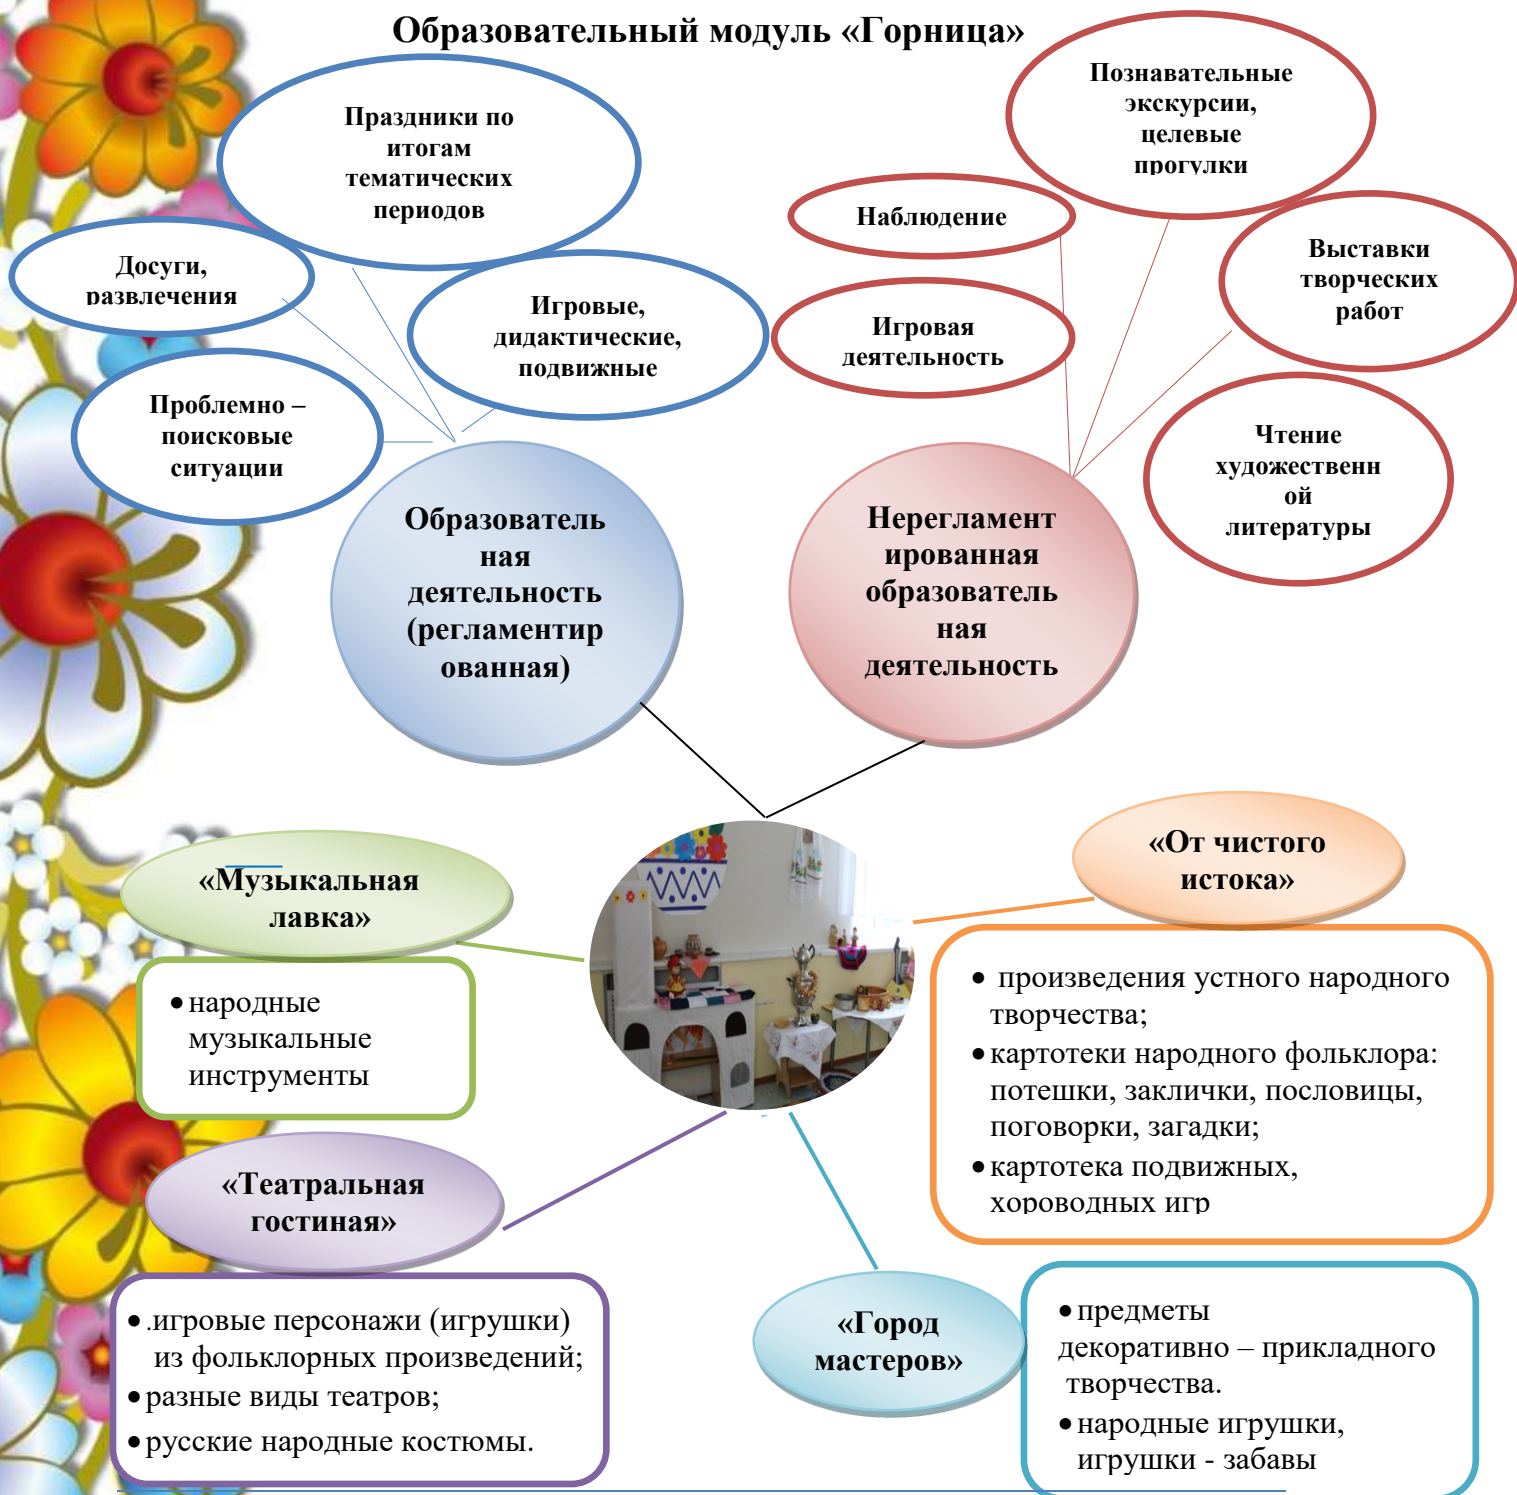 Образовательный модуль «Горница»
Праздники по
итогам
тематических
периодов
Досуги,
развлечения
Игровые,
дидактические,
подвижные
Проблемно –
поисковые
ситуации
Образователь
ная
деятельность
(регламентир
ованная)
Познавательные
экскурсии,
целевые
прогулки
Наблюдение
Выставки
творческих
работ
Игровая
деятельность
Чтение
художественн
ой
литературы
Нерегламент
ированная
образователь
ная
деятельность
«Музыкальная
лавка»
• народные
музыкальные
инструменты
«От чистого
истока»
• произведения устного народного
творчества;
• картотеки народного фольклора:
потешки, заклички, пословицы,
поговорки, загадки;
• картотека подвижных,
хороводных игр
«Театральная
гостиная»
• .игровые персонажи (игрушки)
из фольклорных произведений;
• разные виды театров;
• русские народные костюмы.
«Город
мастеров»
• предметы
декоративно – прикладного
творчества.
• народные игрушки,
игрушки - забавы